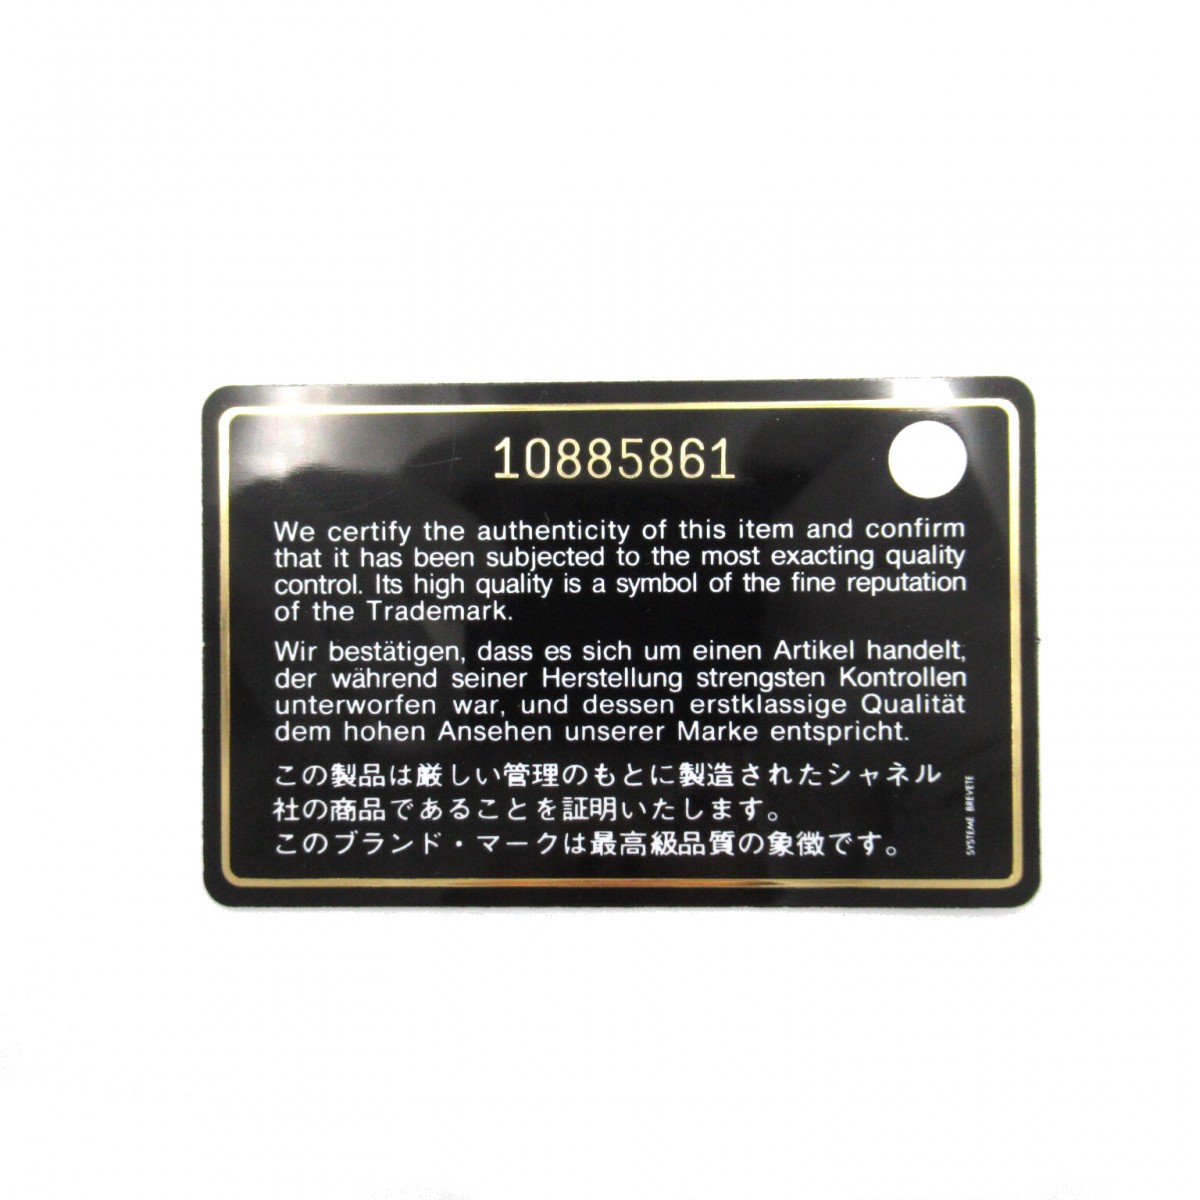 10885861
We certify the authenticity of this item and confirm
that it has been subjected to the most exacting quality
control. Its high quality is a symbol of the fine reputation
of the Trademark.
Wir bestätigen, dass es sich um einen Artikel handelt,
der während seiner Herstellung strengsten Kontrollen
unterworfen war, und dessen erstklassige Qualität
dem hohen Ansehen unserer Marke entspricht.
この製品は厳しい管理のもとに製造されたシャネル
社の商品であることを証明いたします。
このブランド・マークは最高級品質の象徴です。
SYSTEME BREVETE